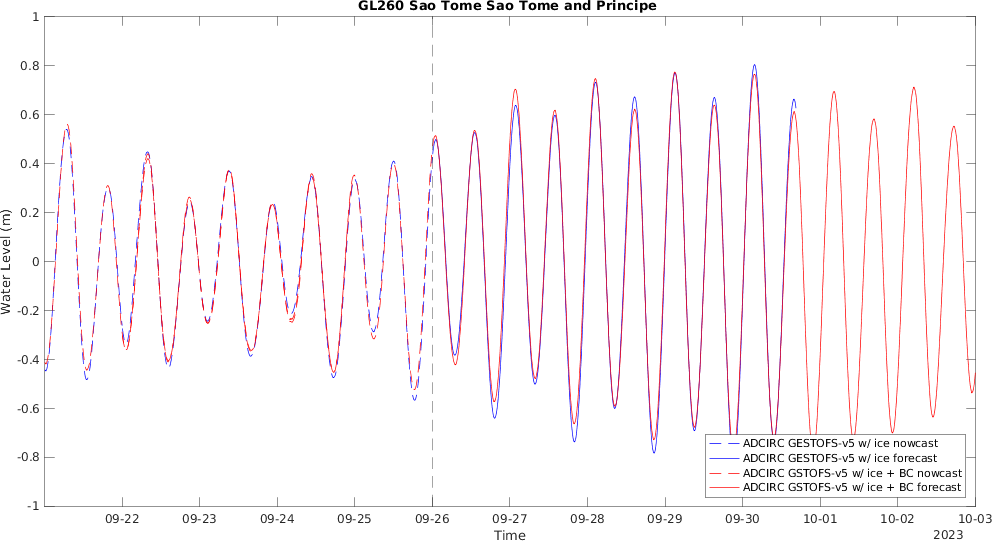 GL260 Sao Tome Sao Tome and Principe
1
0.8
0.6
0.4
0.2
0
-0.2
-0.4
-0.6
-0.8
-1
Water Level (m)
ADCIRC GESTOFS-v5 w/ ice nowcast
ADCIRC GESTOFS-v5 w/ ice forecast
ADCIRC GSTOFS-v5 w/ ice + BC nowcast
ADCIRC GSTOFS-v5 w/ ice + BC forecast
09-22 09-23 09-24 09-25 09-26 09-27 09-28 09-29 09-30 10-01 10-02 10-03
Time 2023